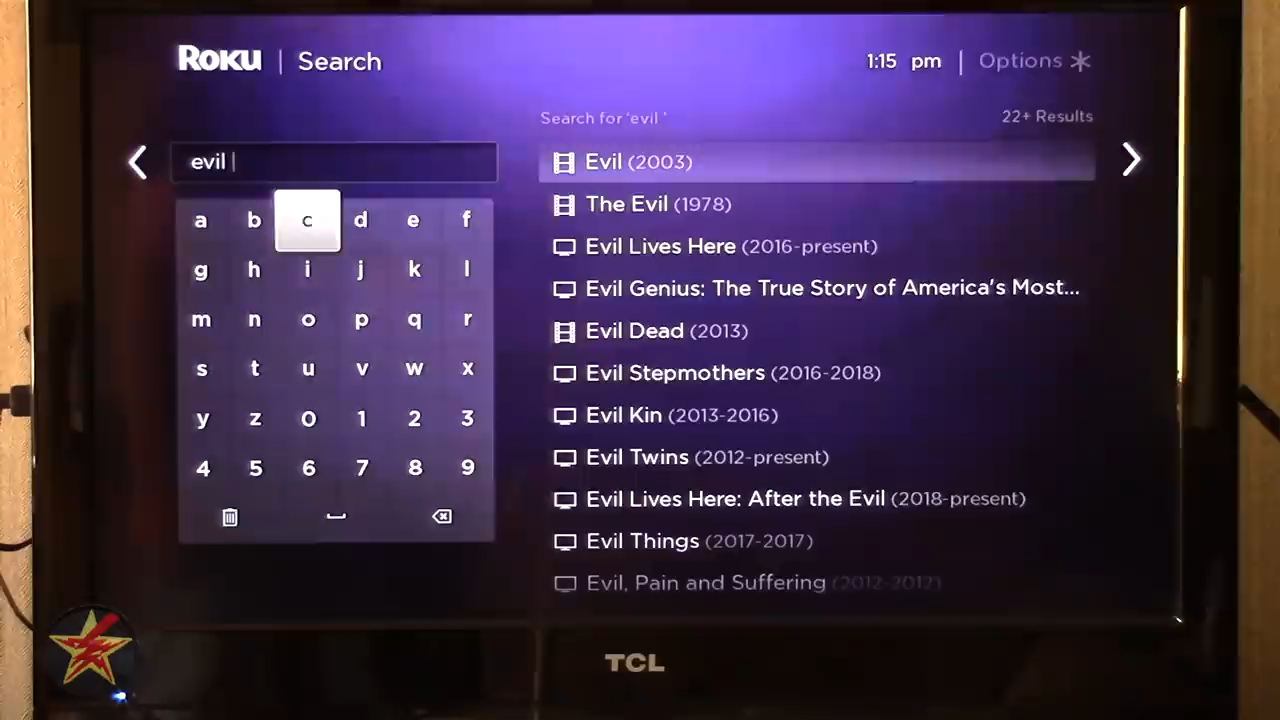 Roku | Search
1:15 pm | Options *
Search for 'evil '
22+ Results
evil
a b c d e f
g h i j k l
m n o p q r
s t u v w x
y z 0 1 2 3
4 5 6 7 8 9
Evil (2003)
The Evil (1978)
Evil Lives Here (2016-present)
Evil Genius: The True Story of America's Most...
Evil Dead (2013)
Evil Stepmothers (2016-2018)
Evil Kin (2013-2016)
Evil Twins (2012-present)
Evil Lives Here: After the Evil (2018-present)
Evil Things (2017-2017)
Evil, Pain and Suffering (2012-2012)
TCL